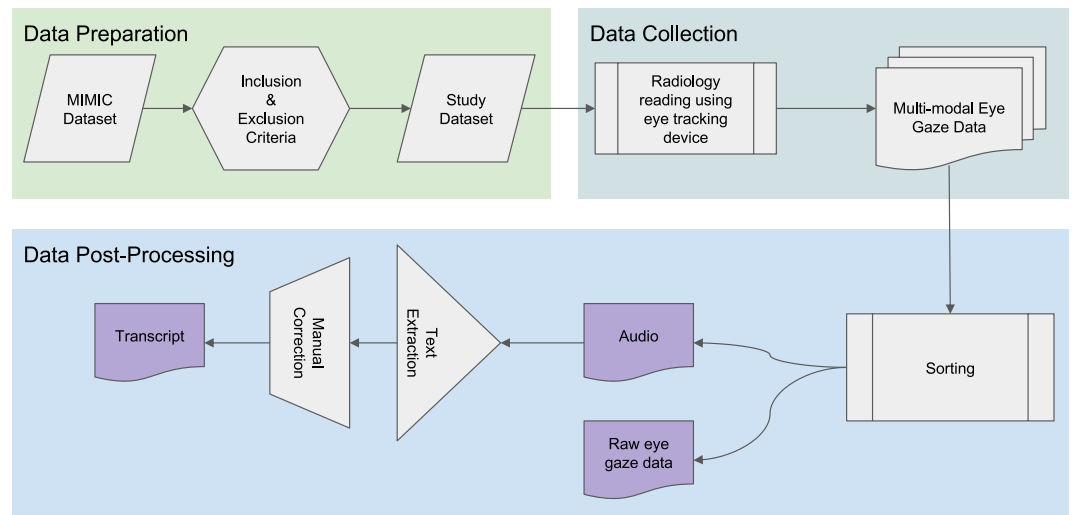 Data Preparation
MIMIC
Dataset
Inclusion
&
Exclusion
Criteria
Study
Dataset
Data Collection
Radiology
reading using
eye tracking
device
Multi-modal Eye
Gaze Data
Data Post-Processing
Transcript
Manual
Correction
Text
Extraction
Audio
Raw eye
gaze data
Sorting